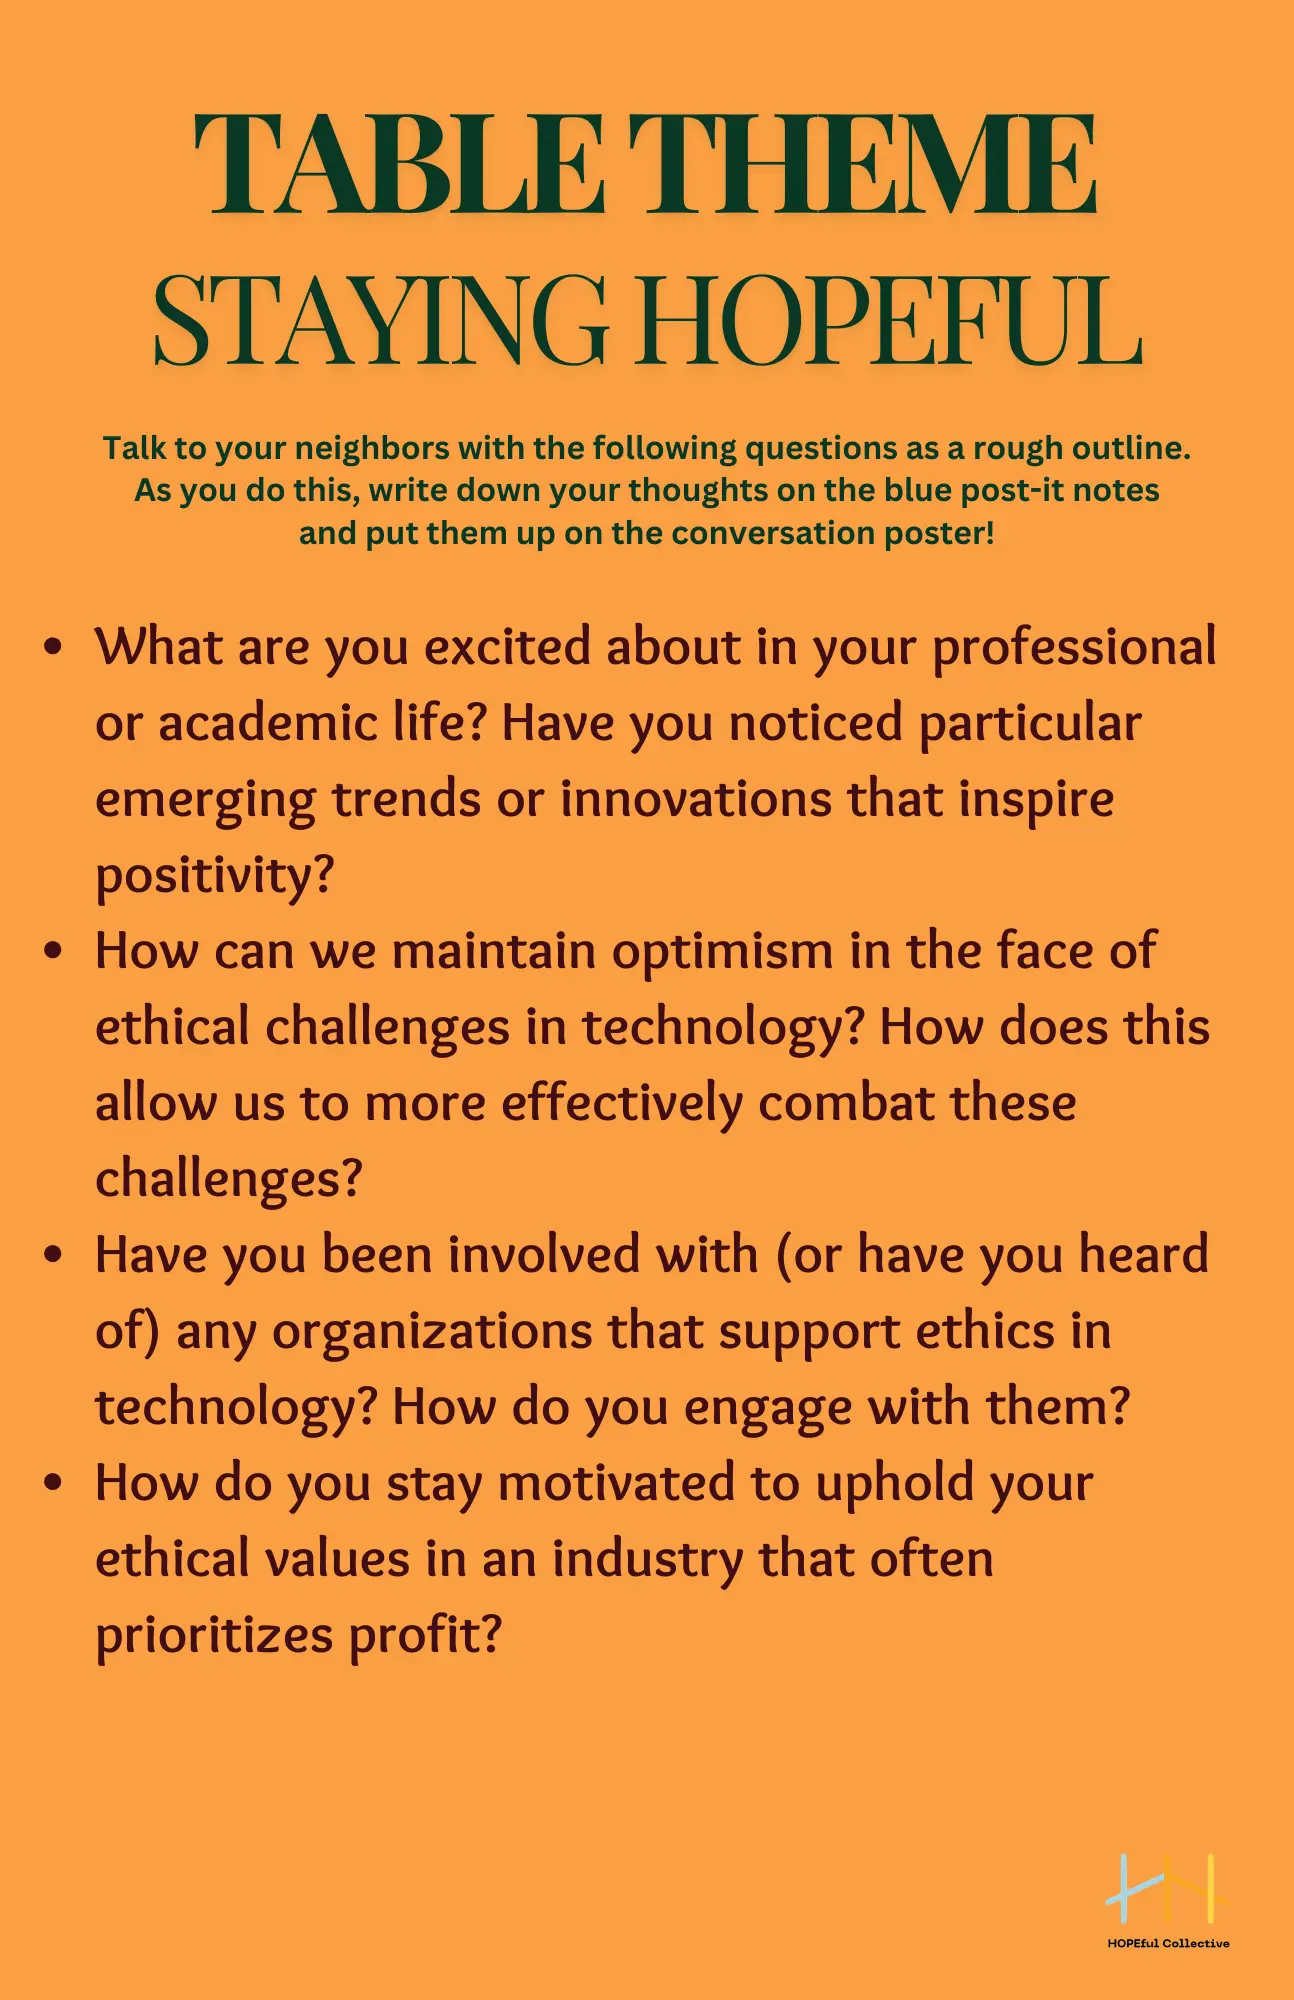 TABLE THEME
STAYING HOPEFUL
Talk to your neighbors with the following questions as a rough outline.
As you do this, write down your thoughts on the blue post-it notes
and put them up on the conversation poster!
• What are you excited about in your professional
or academic life? Have you noticed particular
emerging trends or innovations that inspire
positivity?
• How can we maintain optimism in the face of
ethical challenges in technology? How does this
allow us to more effectively combat these
challenges?
• Have you been involved with (or have you heard
of) any organizations that support ethics in
technology? How do you engage with them?
• How do you stay motivated to uphold your
ethical values in an industry that often
prioritizes profit?
HOPEful Collective